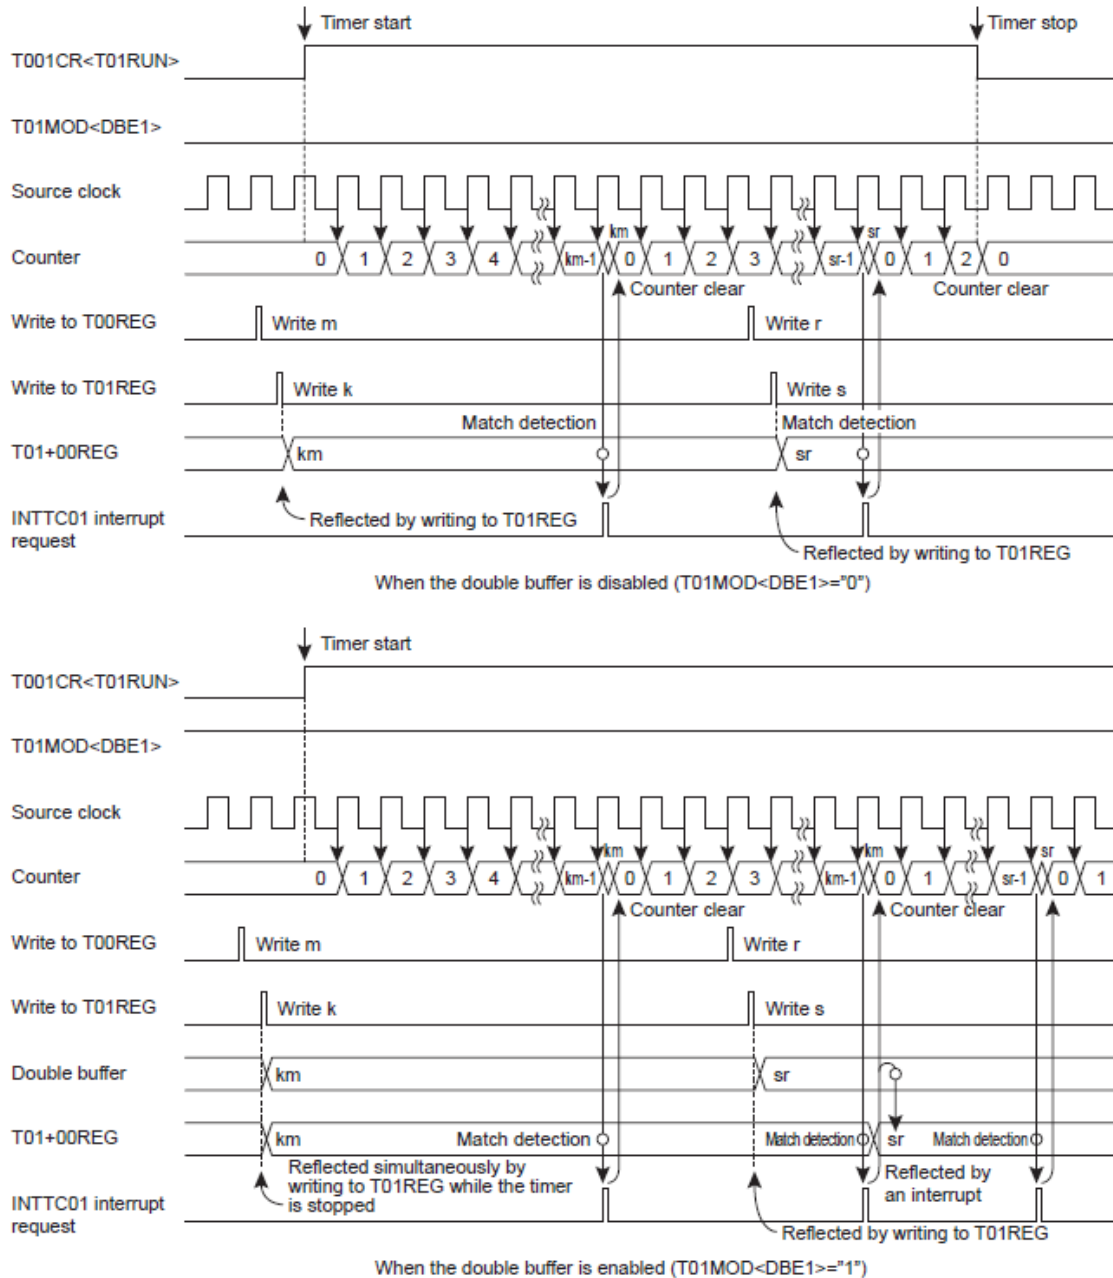 Timer start
Timer stop
T001CR<T01RUN>
T01MOD<DBE1>
Source clock
km
sr
Counter
0 1 2 3 4 km-1 0 1 2 3 sr-1 0 1 2 0
Counter clear
Counter clear
Write to T00REG
Write m
Write r
Write to T01REG
Write k
Write s
Match detection
Match detection
T01+00REG
km
sr
INTTC01 interrupt
request
Reflected by writing to T01REG
Reflected by writing to T01REG
When the double buffer is disabled (T01MOD<DBE1>="0")
Timer start
T001CR<T01RUN>
T01MOD<DBE1>
Source clock
km
km
sr
Counter
0 1 2 3 4 km-1 0 1 2 3 km-1 0 1 sr-1 0 1
Counter clear
Counter clear
Write to T00REG
Write m
Write r
Write to T01REG
Write k
Write s
Double buffer
km
sr
T01+00REG
km
Match detection
Match detection
sr
Match detection
Reflected simultaneously by
writing to T01REG while the timer
is stopped
Reflected by
an interrupt
INTTC01 interrupt
request
Reflected by writing to T01REG
When the double buffer is enabled (T01MOD<DBE1>="1")